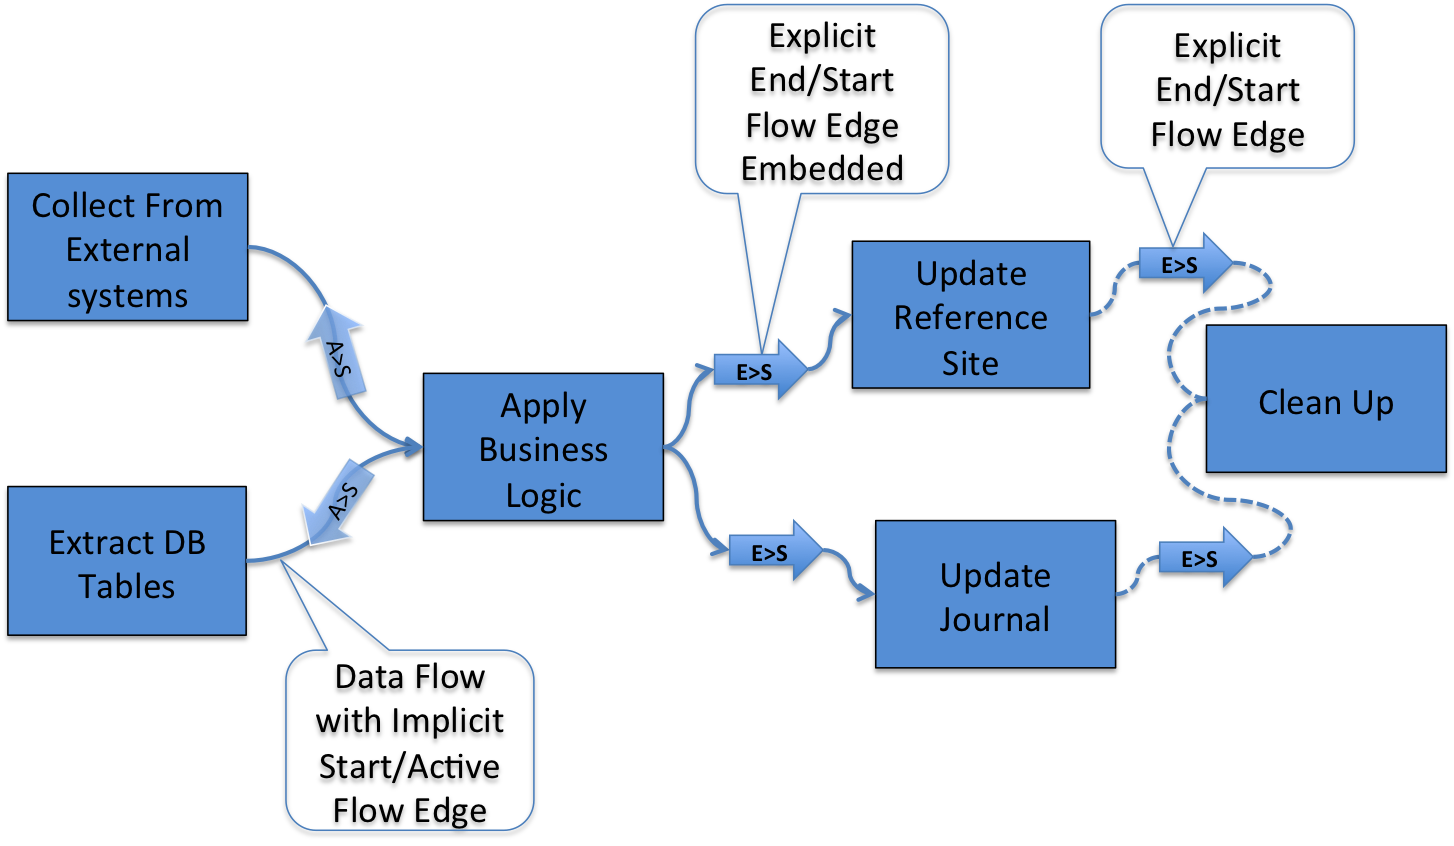 Explicit
End/Start
Flow Edge
Embedded
Explicit
End/Start
Flow Edge
Collect From
External
systems
A>S
Apply
Business
Logic
E>S
Update
Reference
Site
E>S
Clean Up
Extract DB
Tables
A>S
E>S
Update
Journal
E>S
Data Flow
with Implicit
Start/Active
Flow Edge